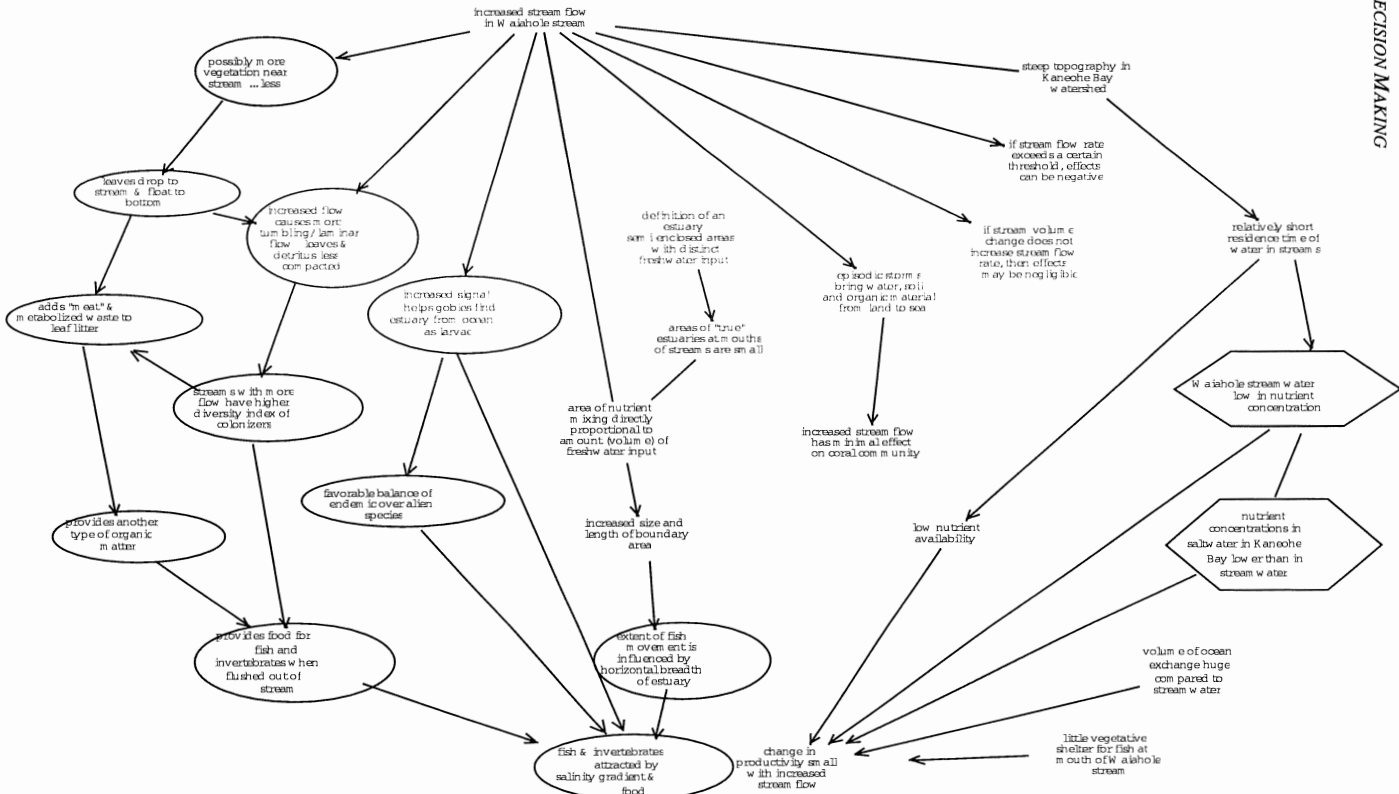 increased stream flow
in Waiahole stream
ECISION MAKING
possibly more
vegetation near
stream ...less
steep topography in
Kaneohe Bay
watershed
if stream flow rate
exceeds a certain
threshold, effects
can be negative
leaves drop to
stream & float to
bottom
increased flow
causes more
tumbling/laminar
flow leaves &
detritus less
compacted
definition of an
estuary
semi enclosed areas
with distinct
freshwater input
if stream volume
change does not
increase stream flow
rate, then effects
may be negligible
relatively short
residence time of
water in streams
episodic storms
bring water, soil
and organic material
from land to sea
adds "meat" &
metabolized waste to
leaf litter
increased signal
helps gobies find
estuary from ocean
as larvae
areas of "true"
estuaries at mouths
of streams are small
Waiahole stream water
low in nutrient
concentration
streams with more
flow have higher
diversity index of
colonizers
area of nutrient
mixing directly
proportional to
amount (volume) of
freshwater input
increased stream flow
has minimal effect
on coral community
favorable balance of
endemic over alien
species
provides another
type of organic
matter
increased size and
length of boundary
area
low nutrient
availability
nutrient
concentrations in
saltwater in Kaneohe
Bay lower than in
stream water
provides food for
fish and
invertebrates when
flushed out of
stream
extent of fish
movement is
influenced by
horizontal breadth
of estuary
volume of ocean
exchange huge
compared to
stream water
fish & invertebrates
attracted by
salinity gradient &
food
change in
productivity small
with increased
stream flow
little vegetative
shelter for fish at
mouth of Waiahole
stream